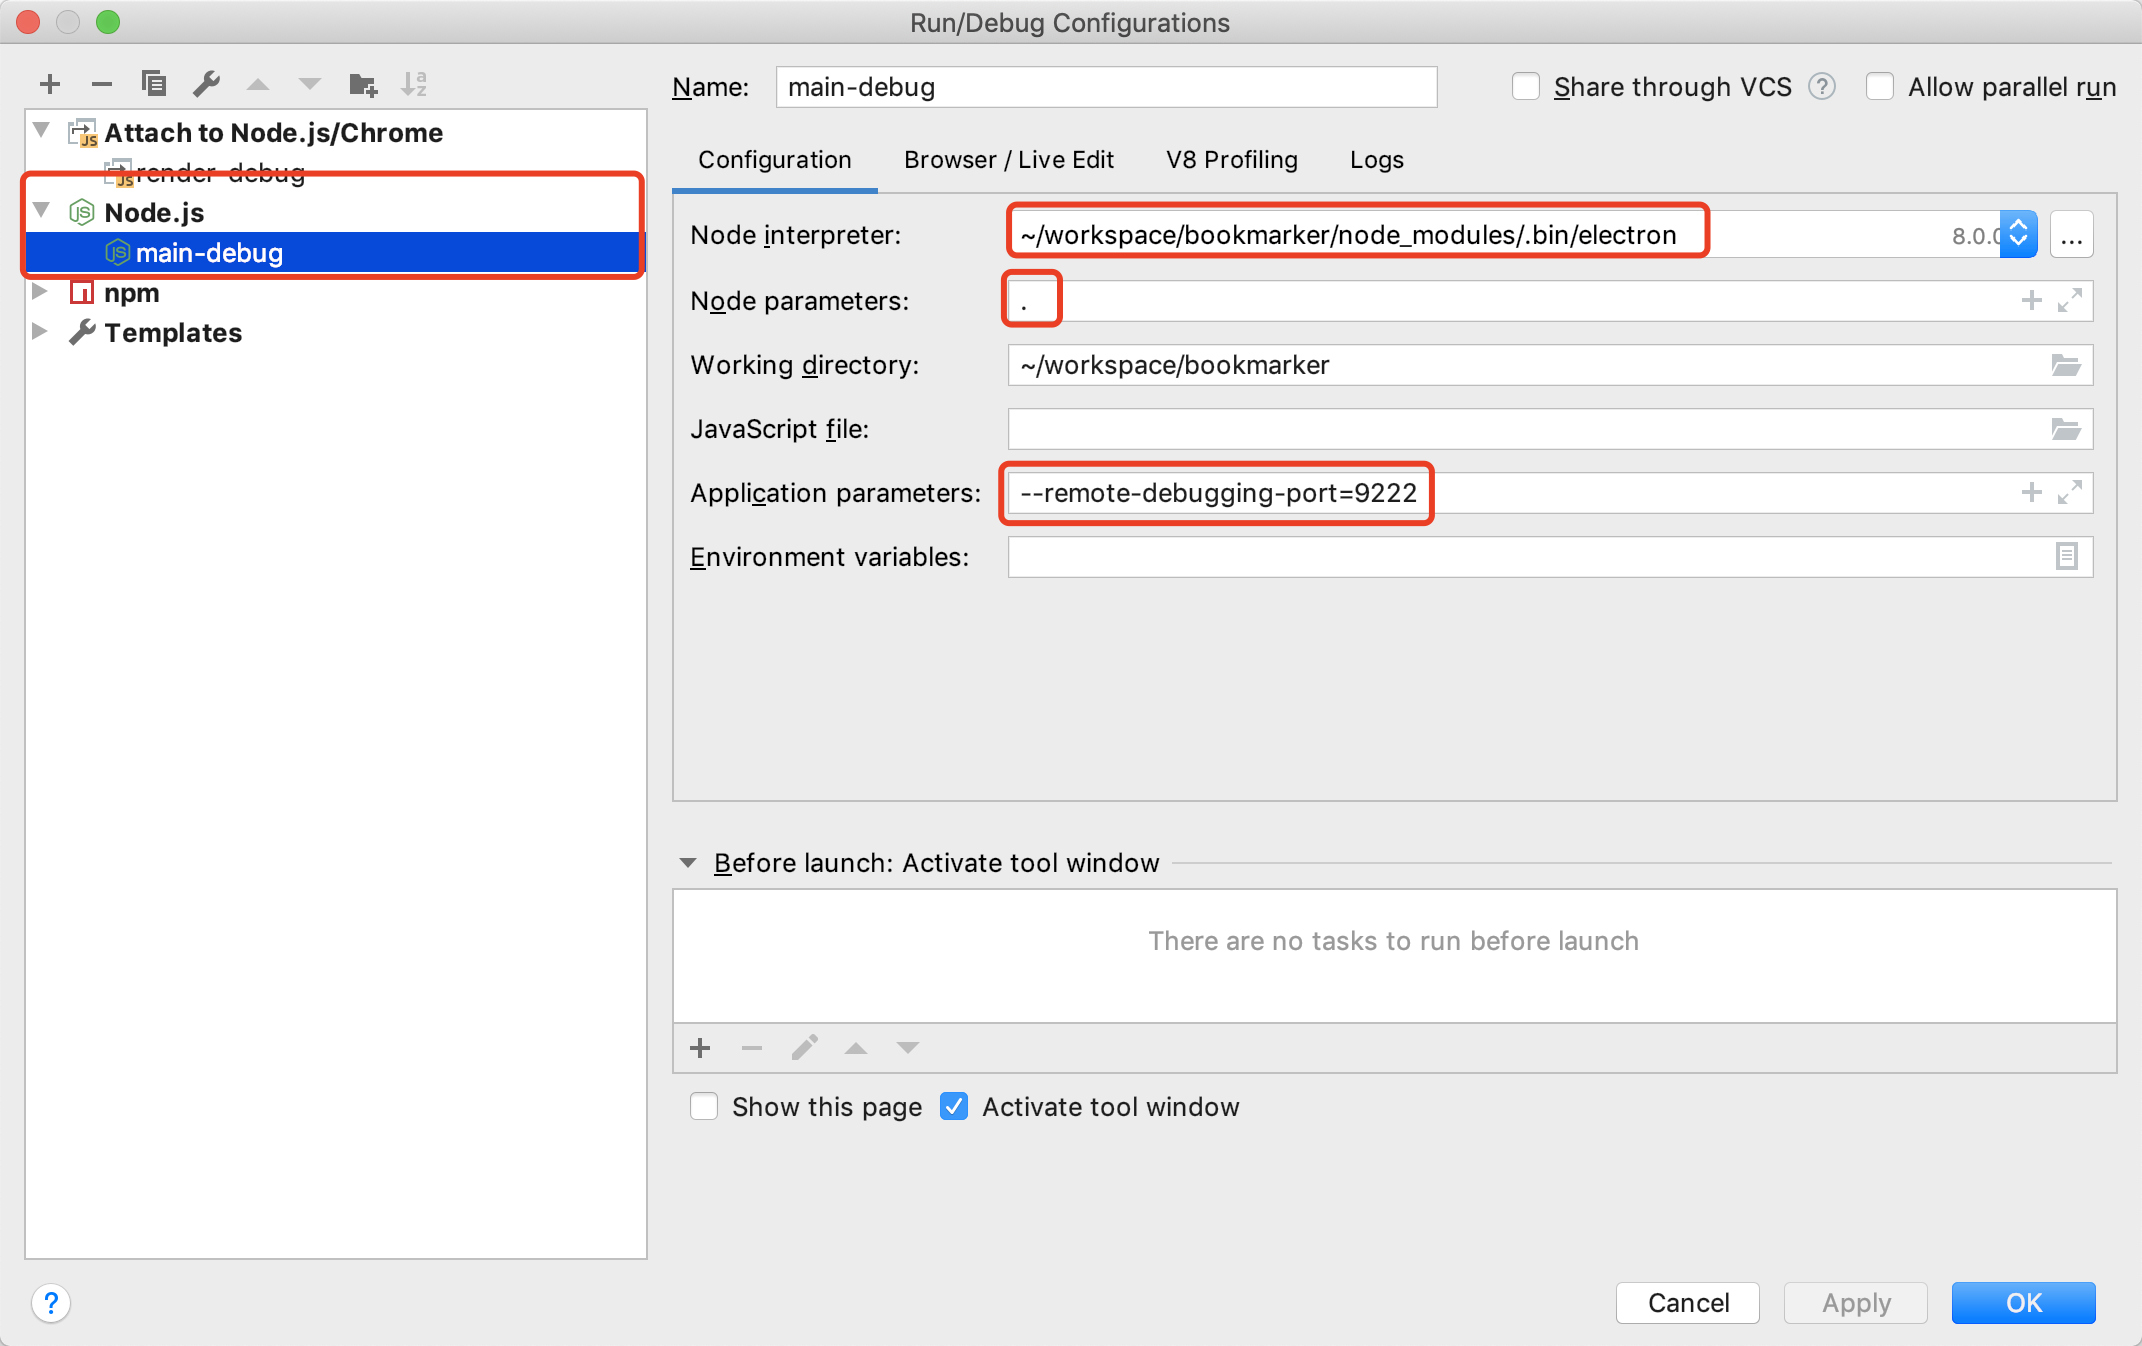 Run/Debug Configurations
Name: main-debug
Share through VCS ?
Allow parallel run
Attach to Node.js/Chrome
render-debug
Node.js
main-debug
npm
Templates
Configuration Browser / Live Edit V8 Profiling Logs
Node interpreter: ~/workspace/bookmarker/node_modules/.bin/electron 8.0.0 ...
Node parameters: .
Working directory: ~/workspace/bookmarker
JavaScript file:
Application parameters: --remote-debugging-port=9222
Environment variables:
Before launch: Activate tool window
There are no tasks to run before launch
Show this page Activate tool window
? Cancel Apply OK